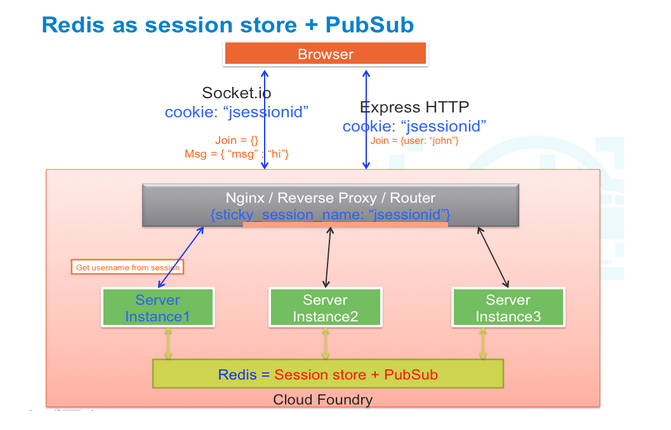 Redis as session store + PubSub
Browser
Socket.io
cookie: “jsessionid”
Express HTTP
cookie: “jsessionid”
Join = {}
Msg = { “msg” : “hi”}
Join = {user: “john”}
Nginx / Reverse Proxy / Router
{sticky_session_name: “jsessionid”}
Get username from session
Server
Instance1
Server
Instance2
Server
Instance3
Redis = Session store + PubSub
Cloud Foundry